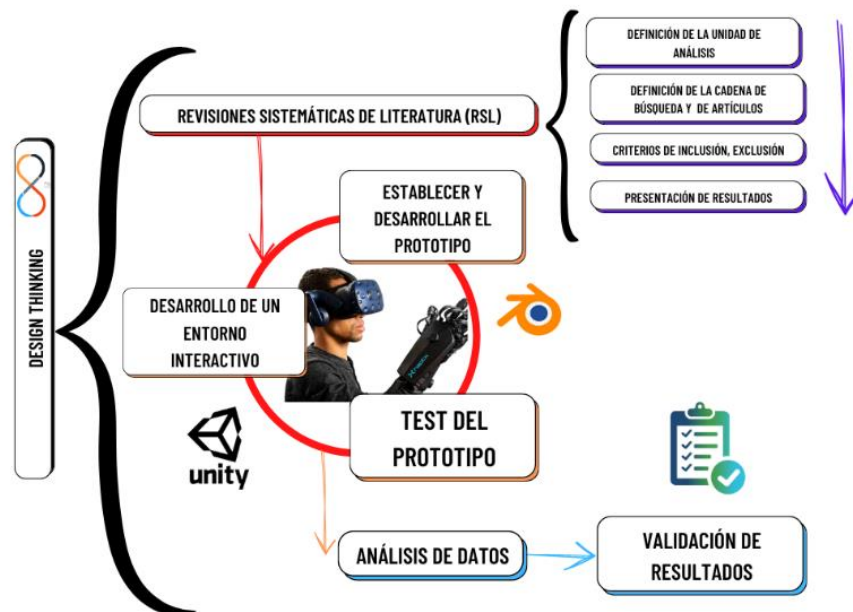 DESIGN THINKING
REVISIONES SISTEMÁTICAS DE LITERATURA (RSL)
DEFINICIÓN DE LA UNIDAD DE
ANÁLISIS
DEFINICIÓN DE LA CADENA DE
BÚSQUEDA Y  DE ARTÍCULOS
CRITERIOS DE INCLUSIÓN, EXCLUSIÓN
PRESENTACIÓN DE RESULTADOS
ESTABLECER Y
DESARROLLAR EL
PROTOTIPO
DESARROLLO DE UN
ENTORNO
INTERACTIVO
TEST DEL
PROTOTIPO
unity
ANÁLISIS DE DATOS
VALIDACIÓN DE
RESULTADOS